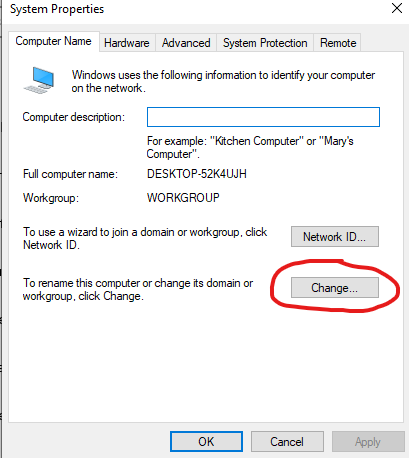 System Properties
Computer Name Hardware Advanced System Protection Remote
Windows uses the following information to identify your computer
on the network.
Computer description:
For example: "Kitchen Computer" or "Mary's
Computer".
Full computer name: DESKTOP-52K4UJH
Workgroup: WORKGROUP
To use a wizard to join a domain or workgroup, click
Network ID.
Network ID...
To rename this computer or change its domain or
workgroup, click Change.
Change...
OK Cancel Apply